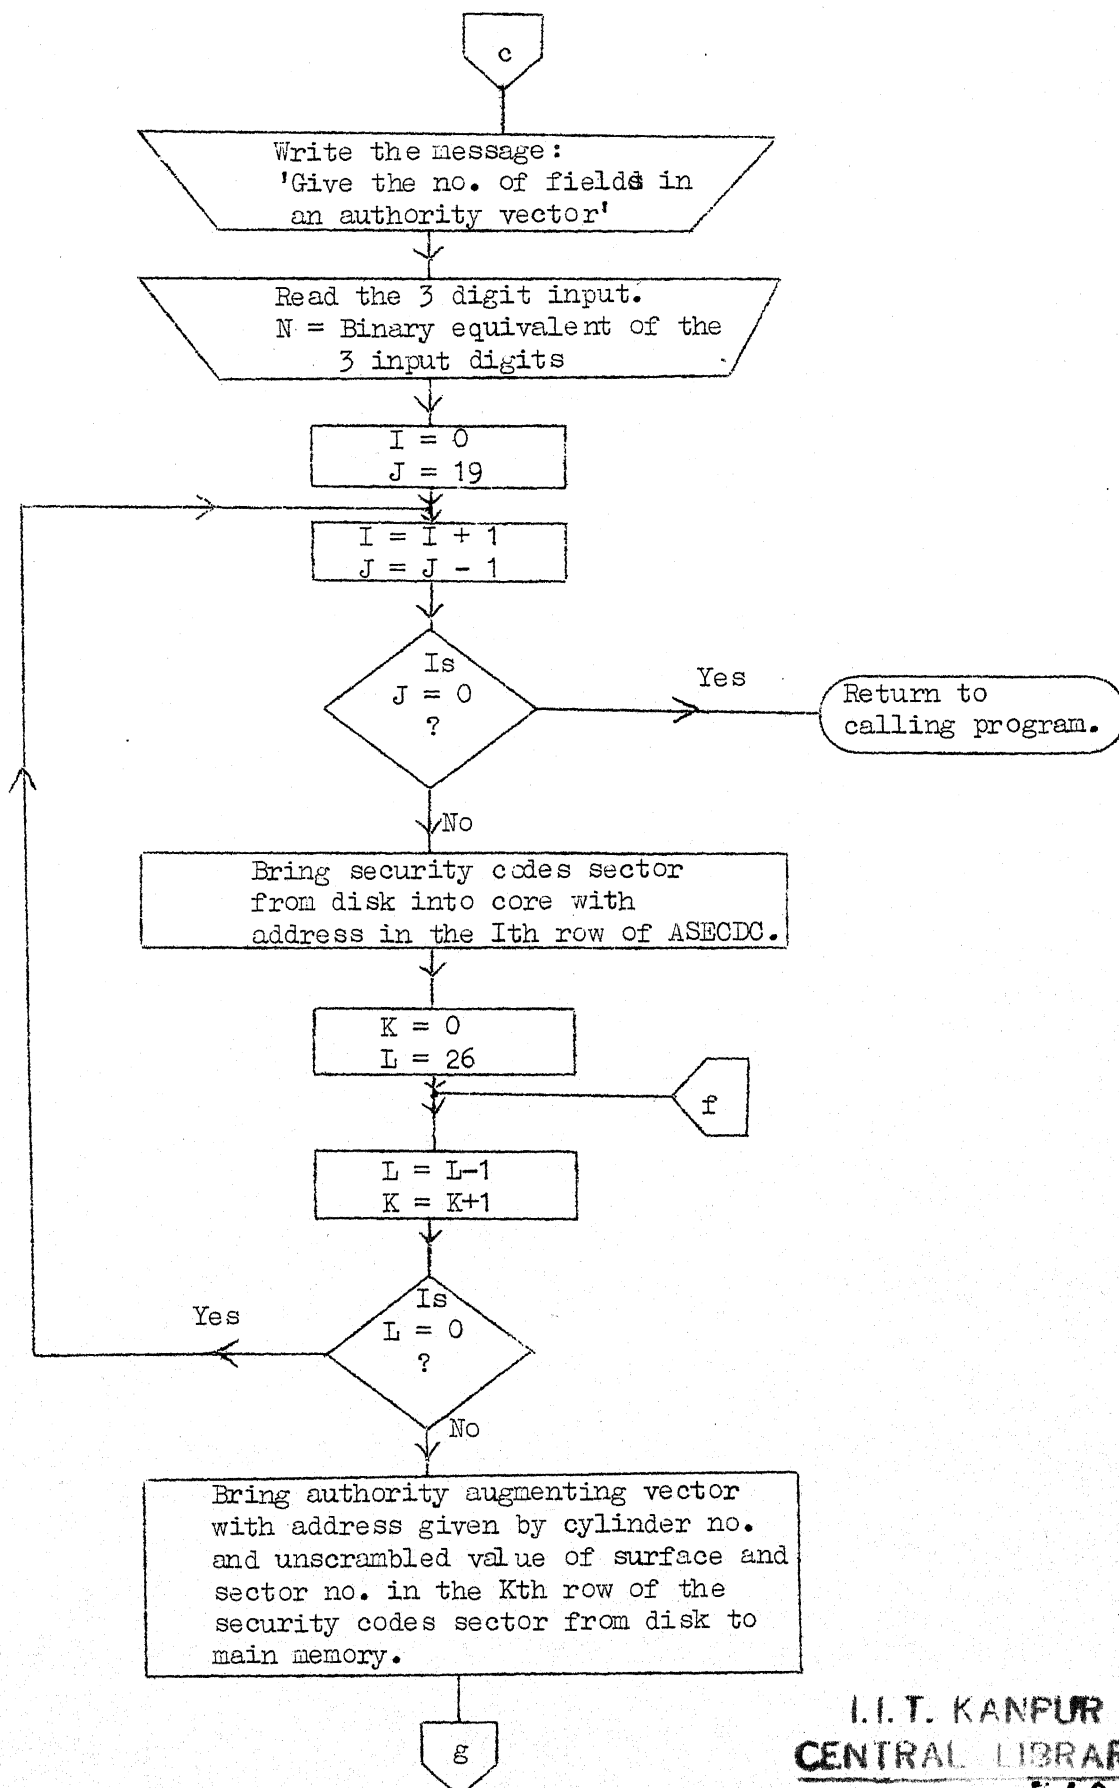 c
Write the message:
'Give the no. of fields in
an authority vector'
Read the 3 digit input.
N = Binary equivalent of the
3 input digits
I = 0
J = 19
I = I + 1
J = J - 1
Is
J = 0
?
Yes
Return to
calling program.
No
Bring security codes sector
from disk into core with
address in the Ith row of ASECDC.
K = 0
L = 26
f
L = L-1
K = K+1
Is
L = 0
?
Yes
No
Bring authority augmenting vector
with address given by cylinder no.
and unscrambled value of surface and
sector no. in the Kth row of the
security codes sector from disk to
main memory.
g
I.I.T. KANPUR
CENTRAL LIBRAR